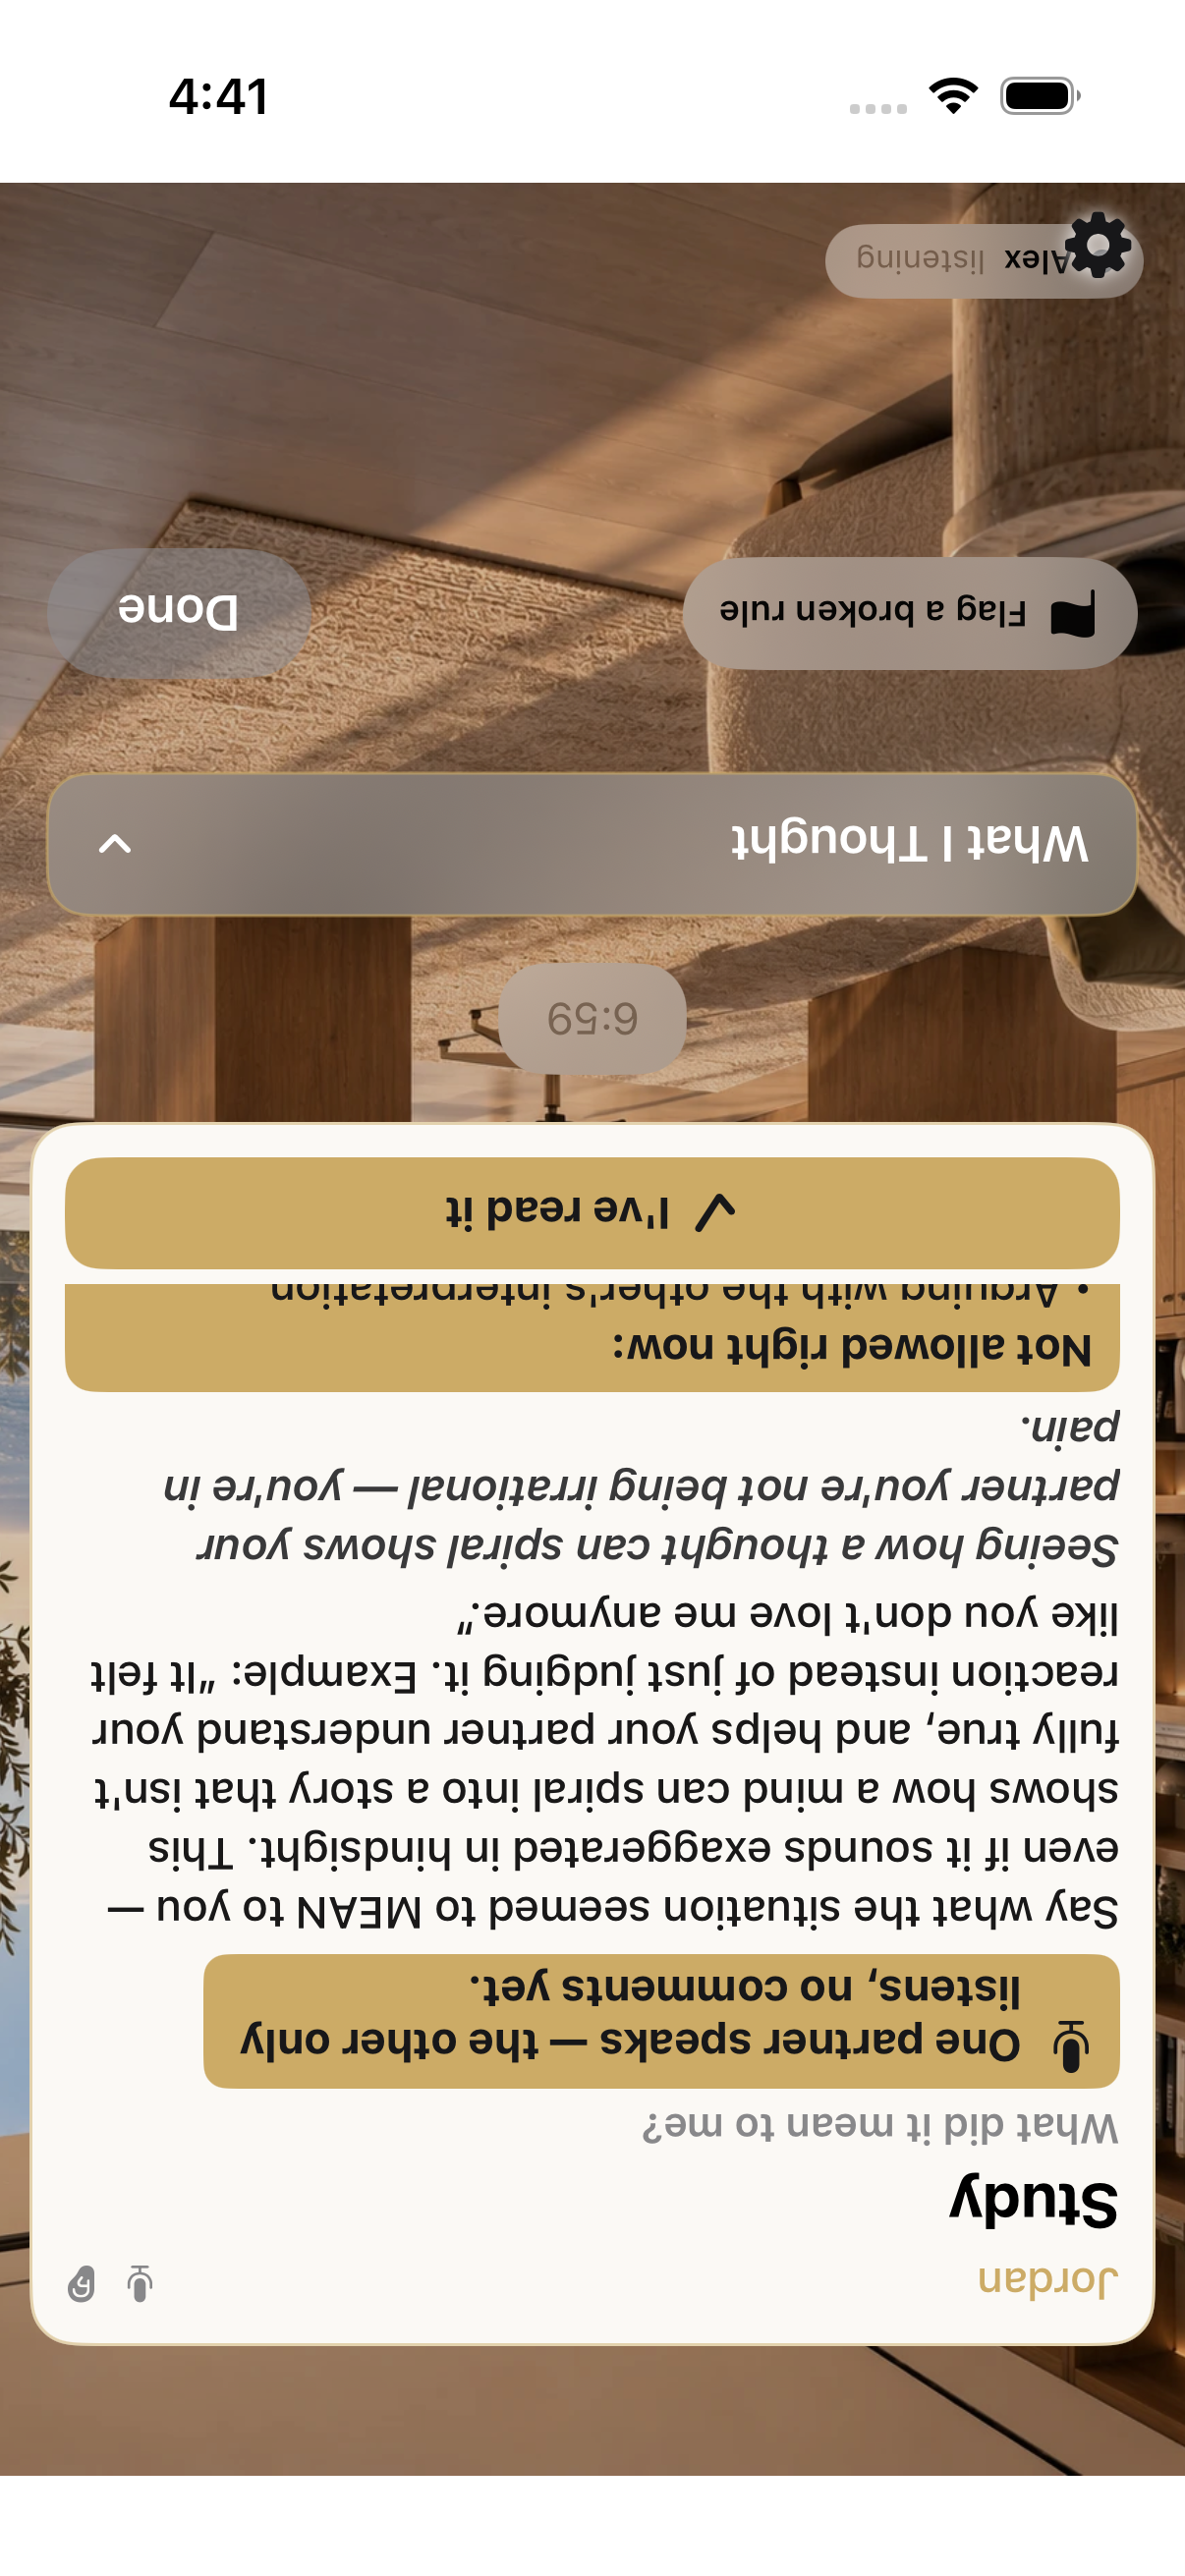 4:41
Jordan
Study
What did it mean to me?
One partner speaks — the other only
listens, no comments yet.
Say what the situation seemed to MEAN to you —
even if it sounds exaggerated in hindsight. This
shows how a mind can spiral into a story that isn't
fully true, and helps your partner understand your
reaction instead of just judging it. Example: "It felt
like you don't love me anymore."
Seeing how a thought can spiral shows your
partner you're not being irrational — you're in
pain.
Not allowed right now:
• Arguing with the other's interpretation
I've read it
6:59
What I Thought
Flag a broken rule
Done
Alex listening